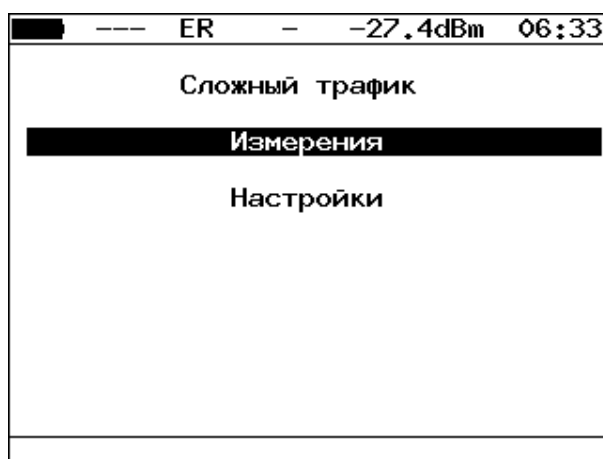 --- ER - -27.4dBm 06:33
Сложный трафик
Измерения
Настройки